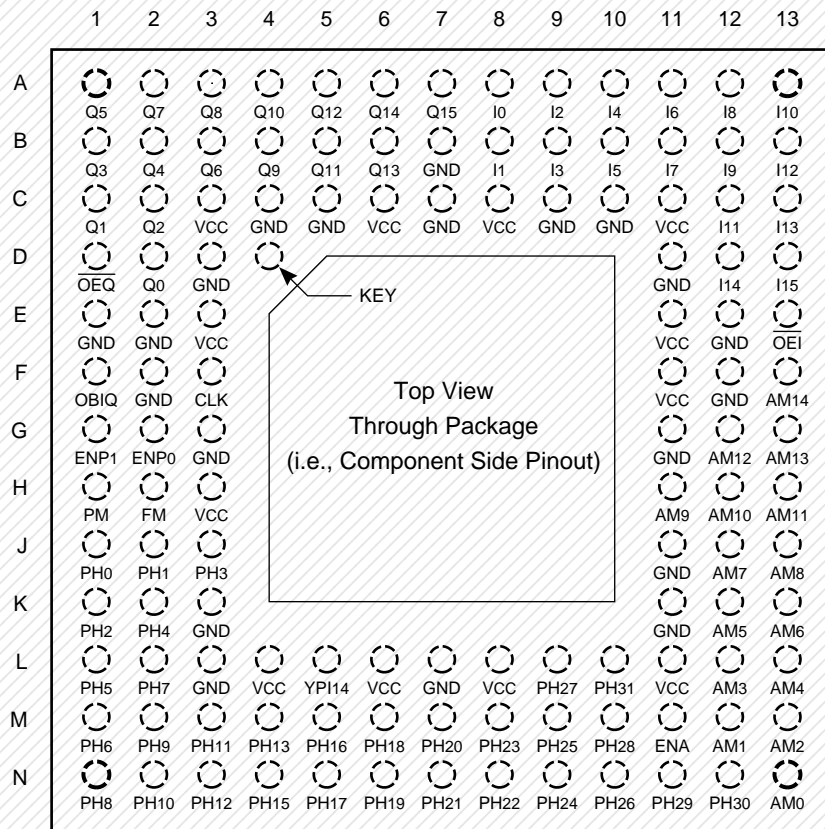 1 2 3 4 5 6 7 8 9 10 11 12 13
A
Q5 Q7 Q8 Q10 Q12 Q14 Q15 I0 I2 I4 I6 I8 I10
B
Q3 Q4 Q6 Q9 Q11 Q13 GND I1 I3 I5 I7 I9 I12
C
Q1 Q2 VCC GND GND VCC GND VCC GND GND VCC I11 I13
D
OEQ Q0 GND GND I14 I15
KEY
E
GND GND VCC VCC GND OEI
F
OBIQ GND CLK VCC GND AM14
Top View
Through Package
(i.e., Component Side Pinout)
G
ENP1 ENP0 GND GND AM12 AM13
H
PM FM VCC AM9 AM10 AM11
J
PH0 PH1 PH3 GND AM7 AM8
K
PH2 PH4 GND GND AM5 AM6
L
PH5 PH7 GND VCC YPI14 VCC GND VCC PH27 PH31 VCC AM3 AM4
M
PH6 PH9 PH11 PH13 PH16 PH18 PH20 PH23 PH25 PH28 ENA AM1 AM2
N
PH8 PH10 PH12 PH15 PH17 PH19 PH21 PH22 PH24 PH26 PH29 PH30 AM0